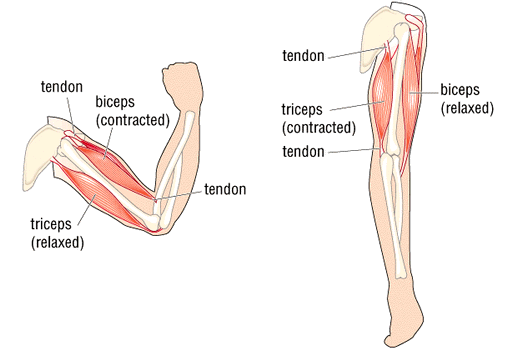 tendon
biceps
(contracted)
tendon
triceps
(relaxed)
tendon
triceps
(contracted)
tendon
biceps
(relaxed)